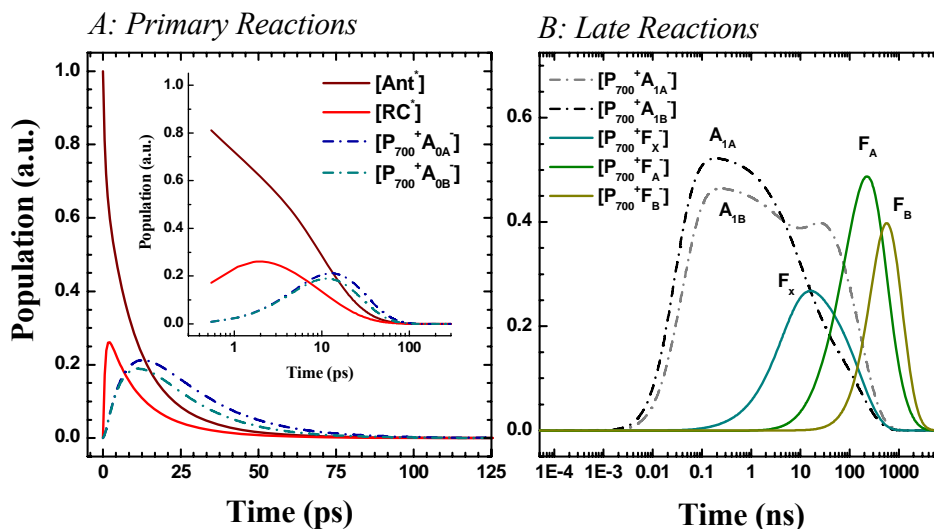 A: Primary Reactions
B: Late Reactions
Population (a.u.)
1.0
0.8
0.6
0.4
0.2
0.0
0 25 50 75 100 125
Time (ps)
Population (a.u.)
1.0
0.8
0.6
0.4
0.2
0.0
1 10 100
Time (ps)
[Ant*]
[RC*]
[P700+A0A-]
[P700+A0B-]
0.6
0.4
0.2
0.0
1E-4 1E-3 0.01 0.1 1 10 100 1000
Time (ns)
[P700+A1A-]
[P700+A1B-]
[P700+FX-]
[P700+FA-]
[P700+FB-]
A1A
A1B
Fx
FA
FB